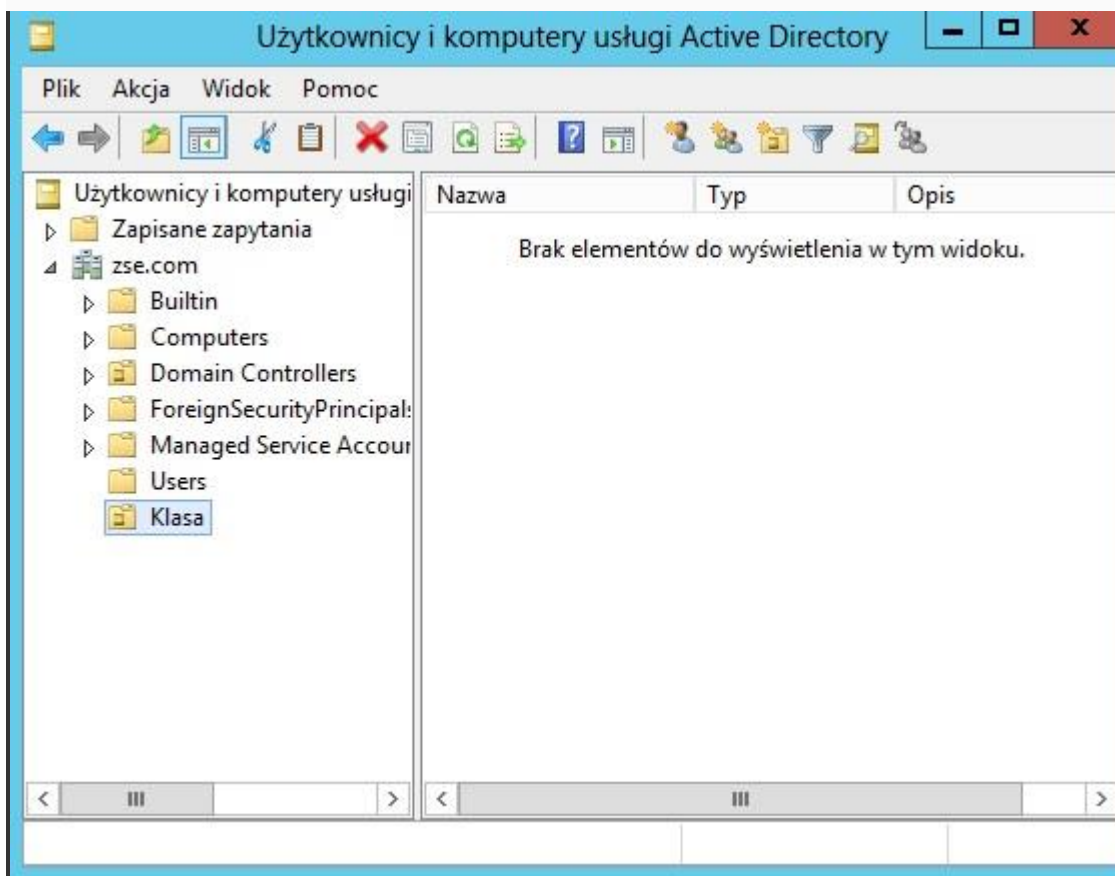 Użytkownicy i komputery usługi Active Directory
Plik Akcja Widok Pomoc
Użytkownicy i komputery usługi
Nazwa Typ Opis
Zapisane zapytania
zse.com
Builtin
Computers
Domain Controllers
ForeignSecurityPrincipals
Managed Service Accour
Users
Klasa
Brak elementów do wyświetlenia w tym widoku.